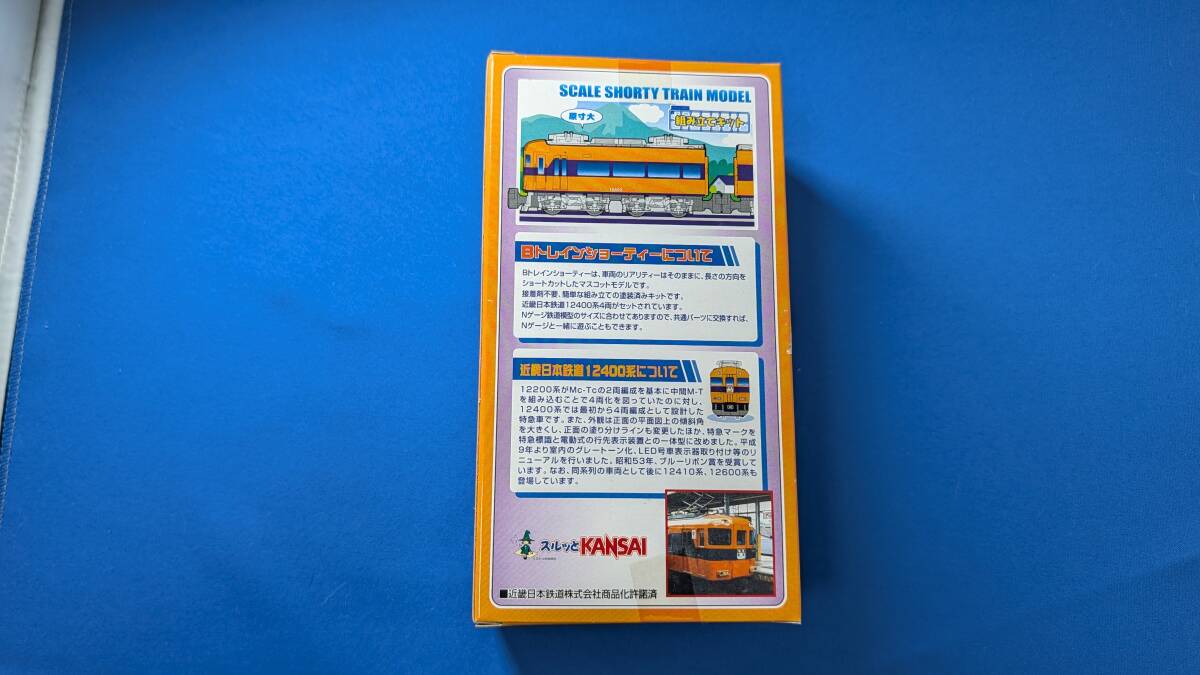 SCALE SHORTY TRAIN MODEL
原寸大
組み立てキット
Bトレインショーティーについて
Bトレインショーティーは、車両のリアリティーはそのままに、長さの方向を
ショートカットしたマスコットモデルです。
接着剤不要、簡単な組み立ての塗装済みキットです。
近畿日本鉄道12400系4両がセットされています。
Nゲージ鉄道模型のサイズに合わせてありますので、共通パーツに交換すれば、
Nゲージと一緒に遊ぶこともできます。
近畿日本鉄道12400系について
12200系がMc-Tcの2両編成を基本に中間M-T
を組み込むことで4両化を図っていたのに対し、
12400系では最初から4両編成として設計した
特急車です。また、外観は正面の平面図上の傾斜角
を大きくし、正面の塗り分けラインも変更したほか、特急マークを
特急標識と電動式の行先表示装置との一体型に改めました。平成
9年より室内のグレートーン化、LED号車表示器取り付け等のリ
ニューアルを行いました。昭和53年、ブルーリボン賞を受賞して
います。なお、同系列の車両として後に12410系、12600系も
登場しています。
スルッとKANSAI
■近畿日本鉄道株式会社商品化許諾済